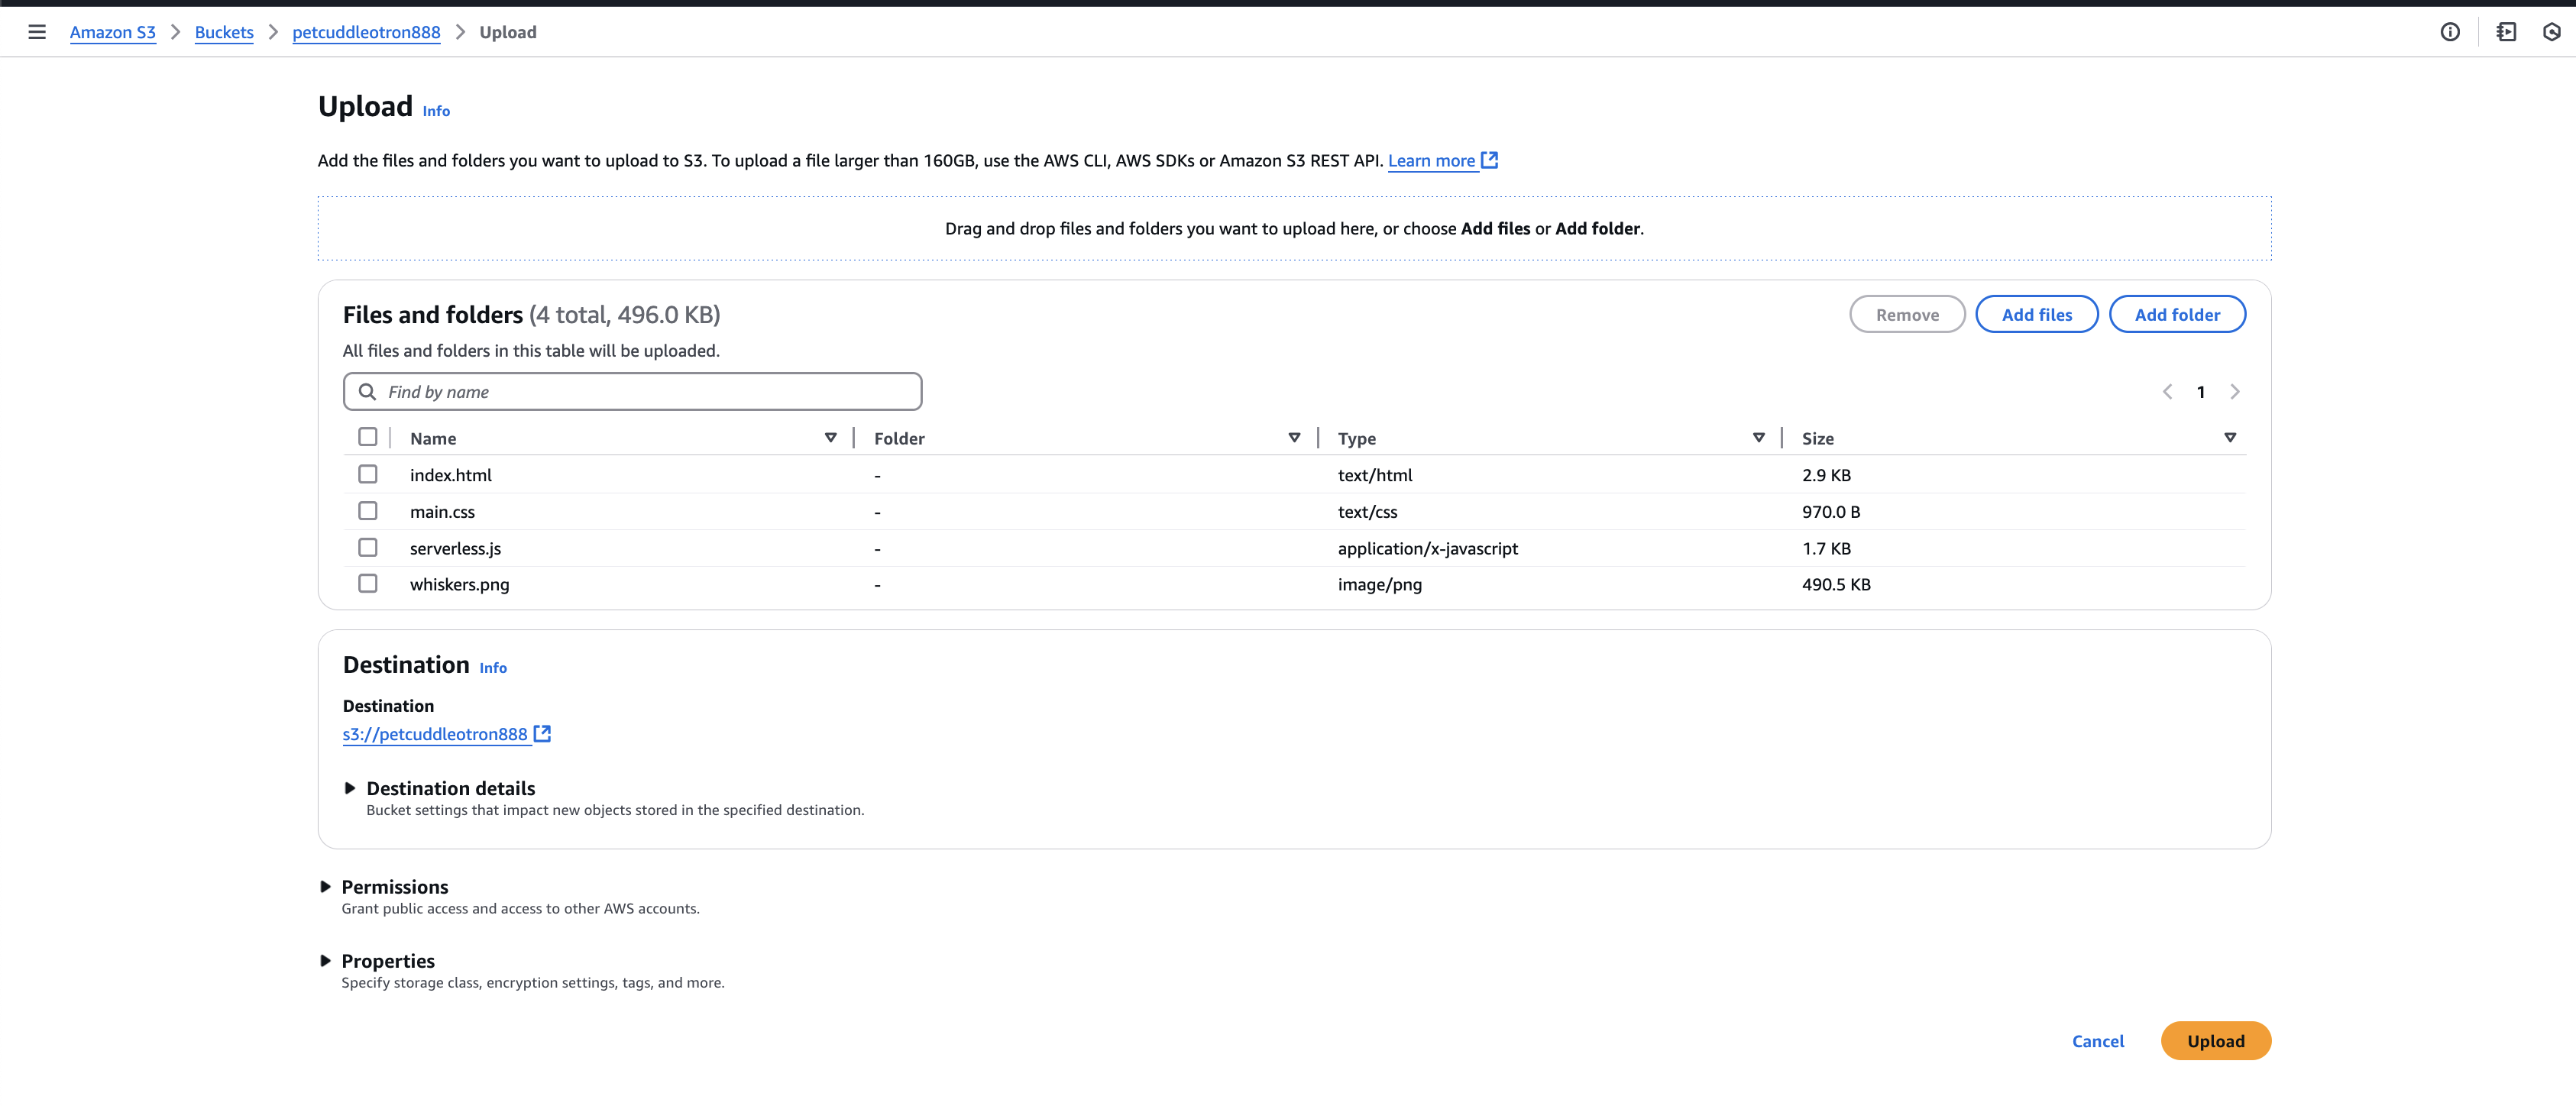 Amazon S3 > Buckets > petcuddleotron888 > Upload
Upload Info
Add the files and folders you want to upload to S3. To upload a file larger than 160GB, use the AWS CLI, AWS SDKs or Amazon S3 REST API. Learn more
Drag and drop files and folders you want to upload here, or choose Add files or Add folder.
Files and folders (4 total, 496.0 KB)
Remove Add files Add folder
All files and folders in this table will be uploaded.
Find by name
1
Name Folder Type Size
index.html - text/html 2.9 KB
main.css - text/css 970.0 B
serverless.js - application/x-javascript 1.7 KB
whiskers.png - image/png 490.5 KB
Destination Info
Destination
s3://petcuddleotron888
Destination details
Bucket settings that impact new objects stored in the specified destination.
Permissions
Grant public access and access to other AWS accounts.
Properties
Specify storage class, encryption settings, tags, and more.
Cancel Upload